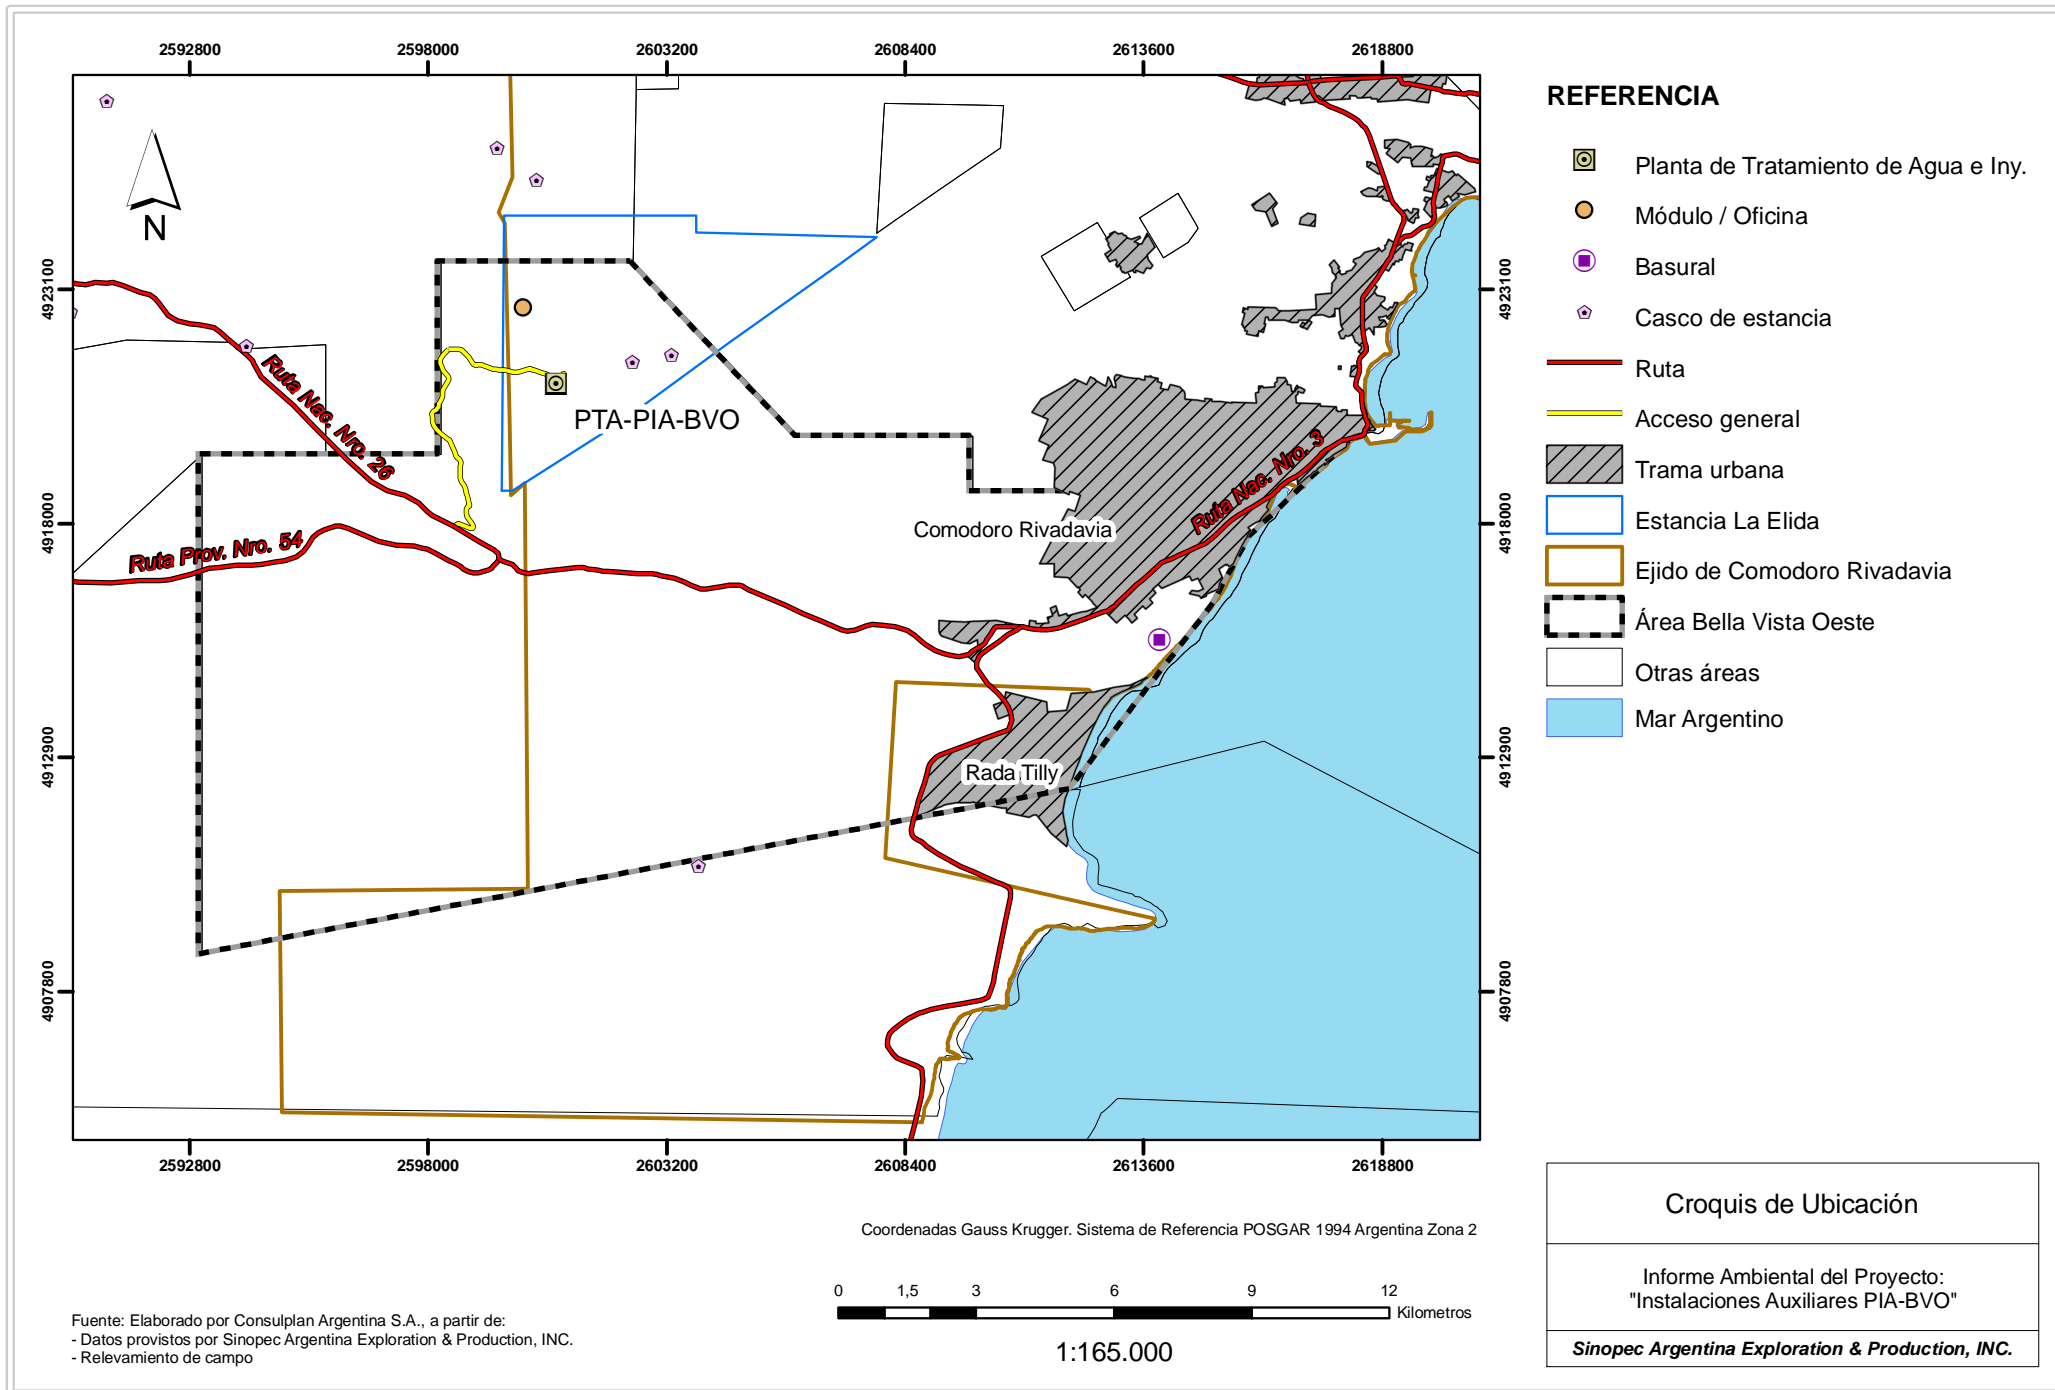 2592800 2598000 2603200 2608400 2613600 2618800
N
4923100
4918000
4912900
4907800
4923100
4918000
4912900
4907800
Ruta Nac. Nro. 26
PTA-PIA-BVO
Ruta Nac. Nro. 3
Comodoro Rivadavia
Ruta Prov. Nro. 54
Rada Tilly
2592800 2598000 2603200 2608400 2613600 2618800
REFERENCIA
Planta de Tratamiento de Agua e Iny.
Módulo / Oficina
Basural
Casco de estancia
Ruta
Acceso general
Trama urbana
Estancia La Elida
Ejido de Comodoro Rivadavia
Área Bella Vista Oeste
Otras áreas
Mar Argentino
Coordenadas Gauss Krugger. Sistema de Referencia POSGAR 1994 Argentina Zona 2
0 1,5 3 6 9 12
Kilometros
1:165.000
Fuente: Elaborado por Consulplan Argentina S.A., a partir de:
- Datos provistos por Sinopec Argentina Exploration & Production, INC.
- Relevamiento de campo
Croquis de Ubicación
Informe Ambiental del Proyecto:
"Instalaciones Auxiliares PIA-BVO"
Sinopec Argentina Exploration & Production, INC.